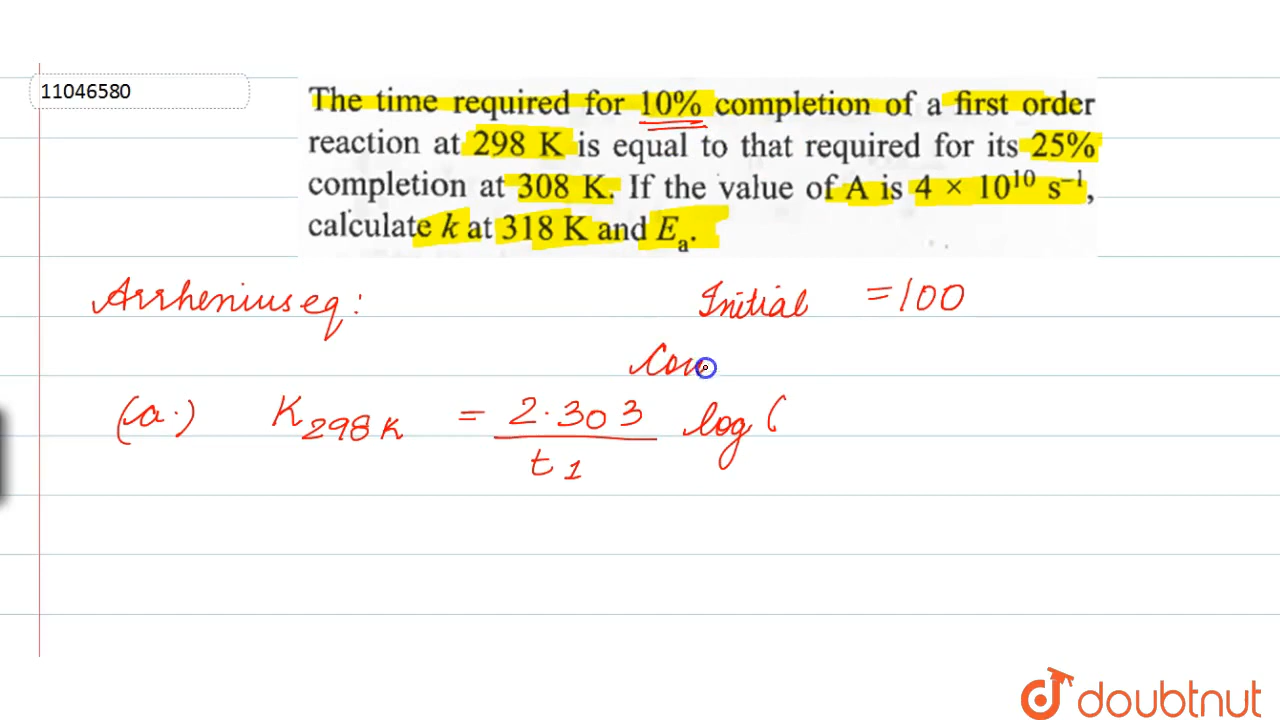 11046580
The time required for 10% completion of a first order
reaction at 298 K is equal to that required for its 25%
completion at 308 K. If the value of A is 4 × 10¹⁰ s⁻¹,
calculate k at 318 K and Eₐ.
Arrhenius eq:
Initial = 100
Con
(a.) K298K = 2.303 / t1 log (
doubtnut